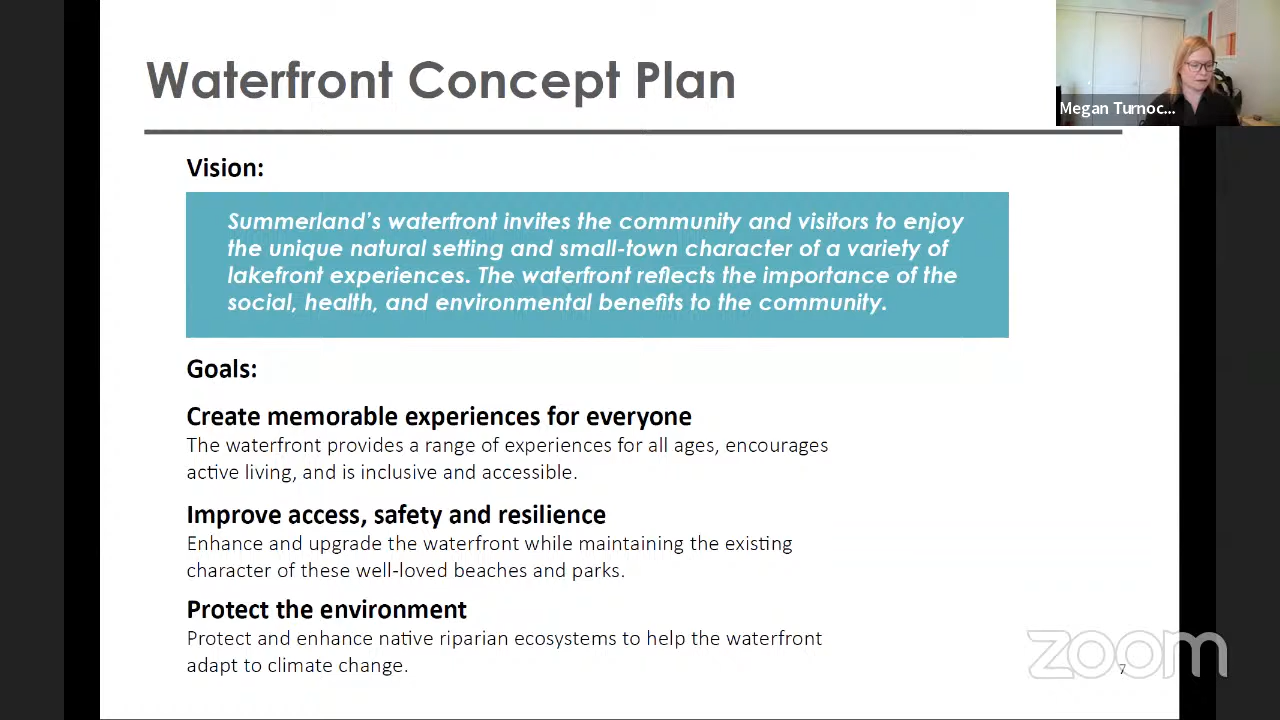 Waterfront Concept Plan
Megan Turnoc...
Vision:
Summerland's waterfront invites the community and visitors to enjoy
the unique natural setting and small-town character of a variety of
lakefront experiences. The waterfront reflects the importance of the
social, health, and environmental benefits to the community.
Goals:
Create memorable experiences for everyone
The waterfront provides a range of experiences for all ages, encourages
active living, and is inclusive and accessible.
Improve access, safety and resilience
Enhance and upgrade the waterfront while maintaining the existing
character of these well-loved beaches and parks.
Protect the environment
Protect and enhance native riparian ecosystems to help the waterfront
adapt to climate change.
zoom
7